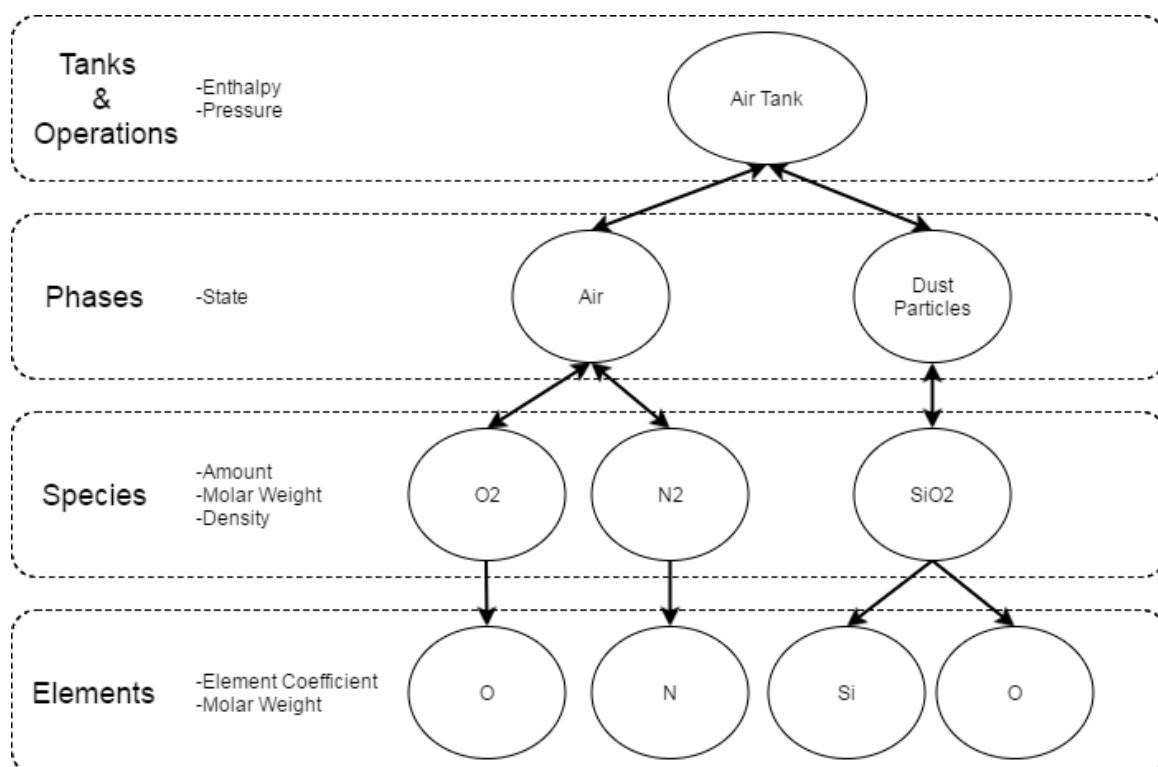 Tanks
&
Operations
-Enthalpy
-Pressure
Air Tank
Phases
-State
Air
Dust
Particles
Species
-Amount
-Molar Weight
-Density
O2
N2
SiO2
Elements
-Element Coefficient
-Molar Weight
O
N
Si
O